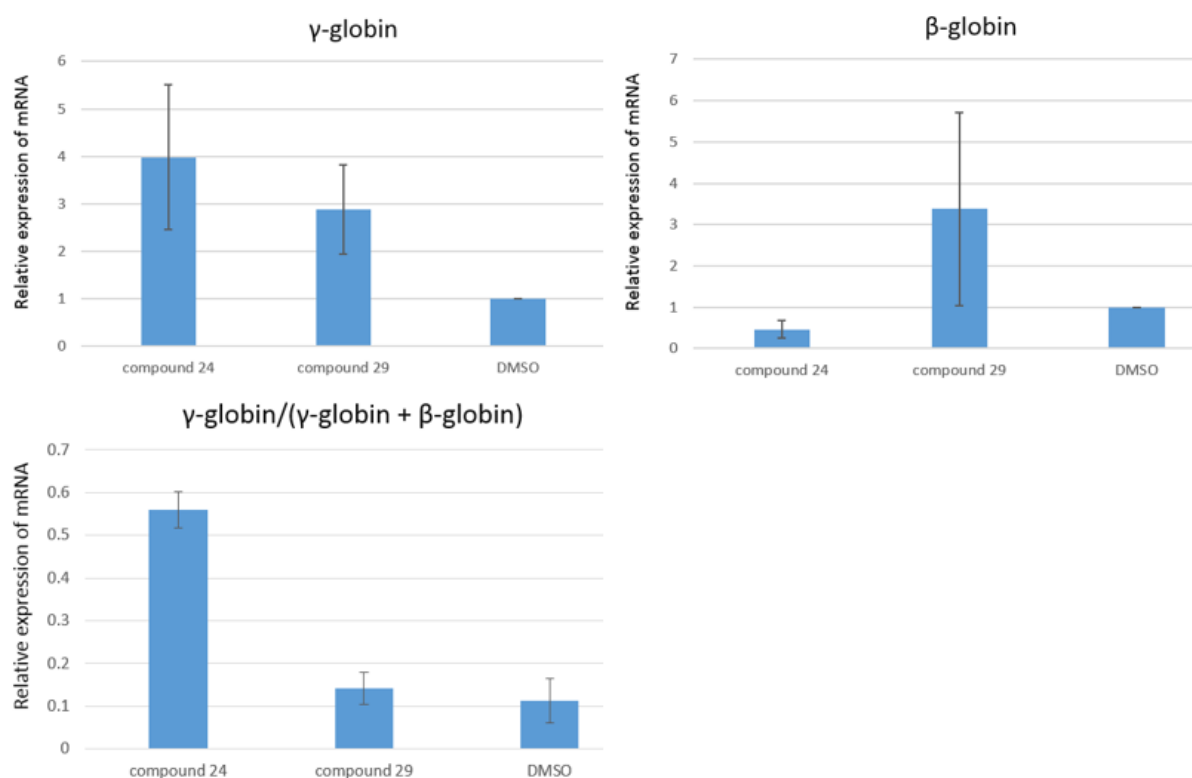 γ-globin
Relative expression of mRNA
6
5
4
3
2
1
0
compound 24
compound 29
DMSO
β-globin
Relative expression of mRNA
7
6
5
4
3
2
1
0
compound 24
compound 29
DMSO
γ-globin/(γ-globin + β-globin)
Relative expression of mRNA
0.7
0.6
0.5
0.4
0.3
0.2
0.1
0
compound 24
compound 29
DMSO